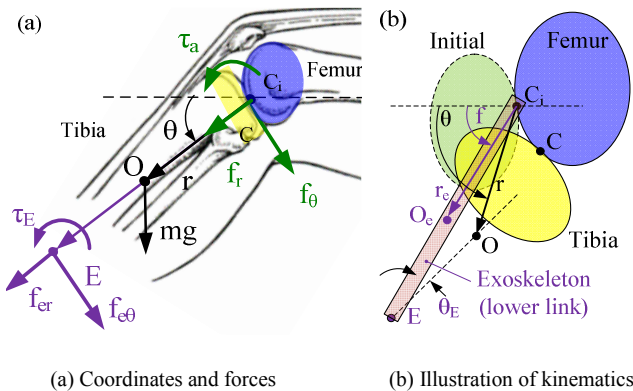 (a)
τa
Ci
Femur
θ
Tibia
C
O
r
fr
fθ
mg
τE
E
fer
feθ
(a) Coordinates and forces
(b)
Initial
Femur
Ci
θ
f
C
re
r
Oe
O
Tibia
Exoskeleton
(lower link)
E
θE
(b) Illustration of kinematics